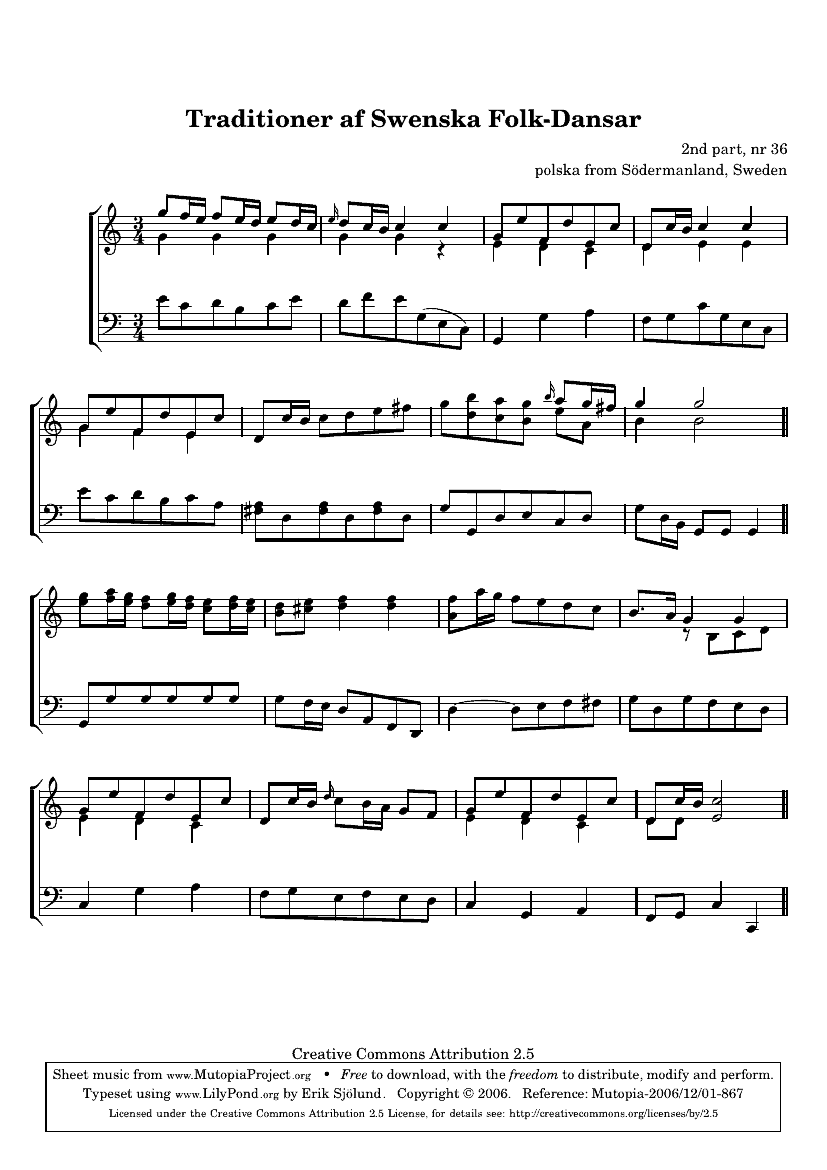 Traditioner af Swenska Folk-Dansar
2nd part, nr 36
polska from Södermanland, Sweden
Creative Commons Attribution 2.5
Sheet music from www.MutopiaProject.org • Free to download, with the freedom to distribute, modify and perform.
Typeset using www.LilyPond.org by Erik Sjölund. Copyright © 2006. Reference: Mutopia-2006/12/01-867
Licensed under the Creative Commons Attribution 2.5 License, for details see: http://creativecommons.org/licenses/by/2.5